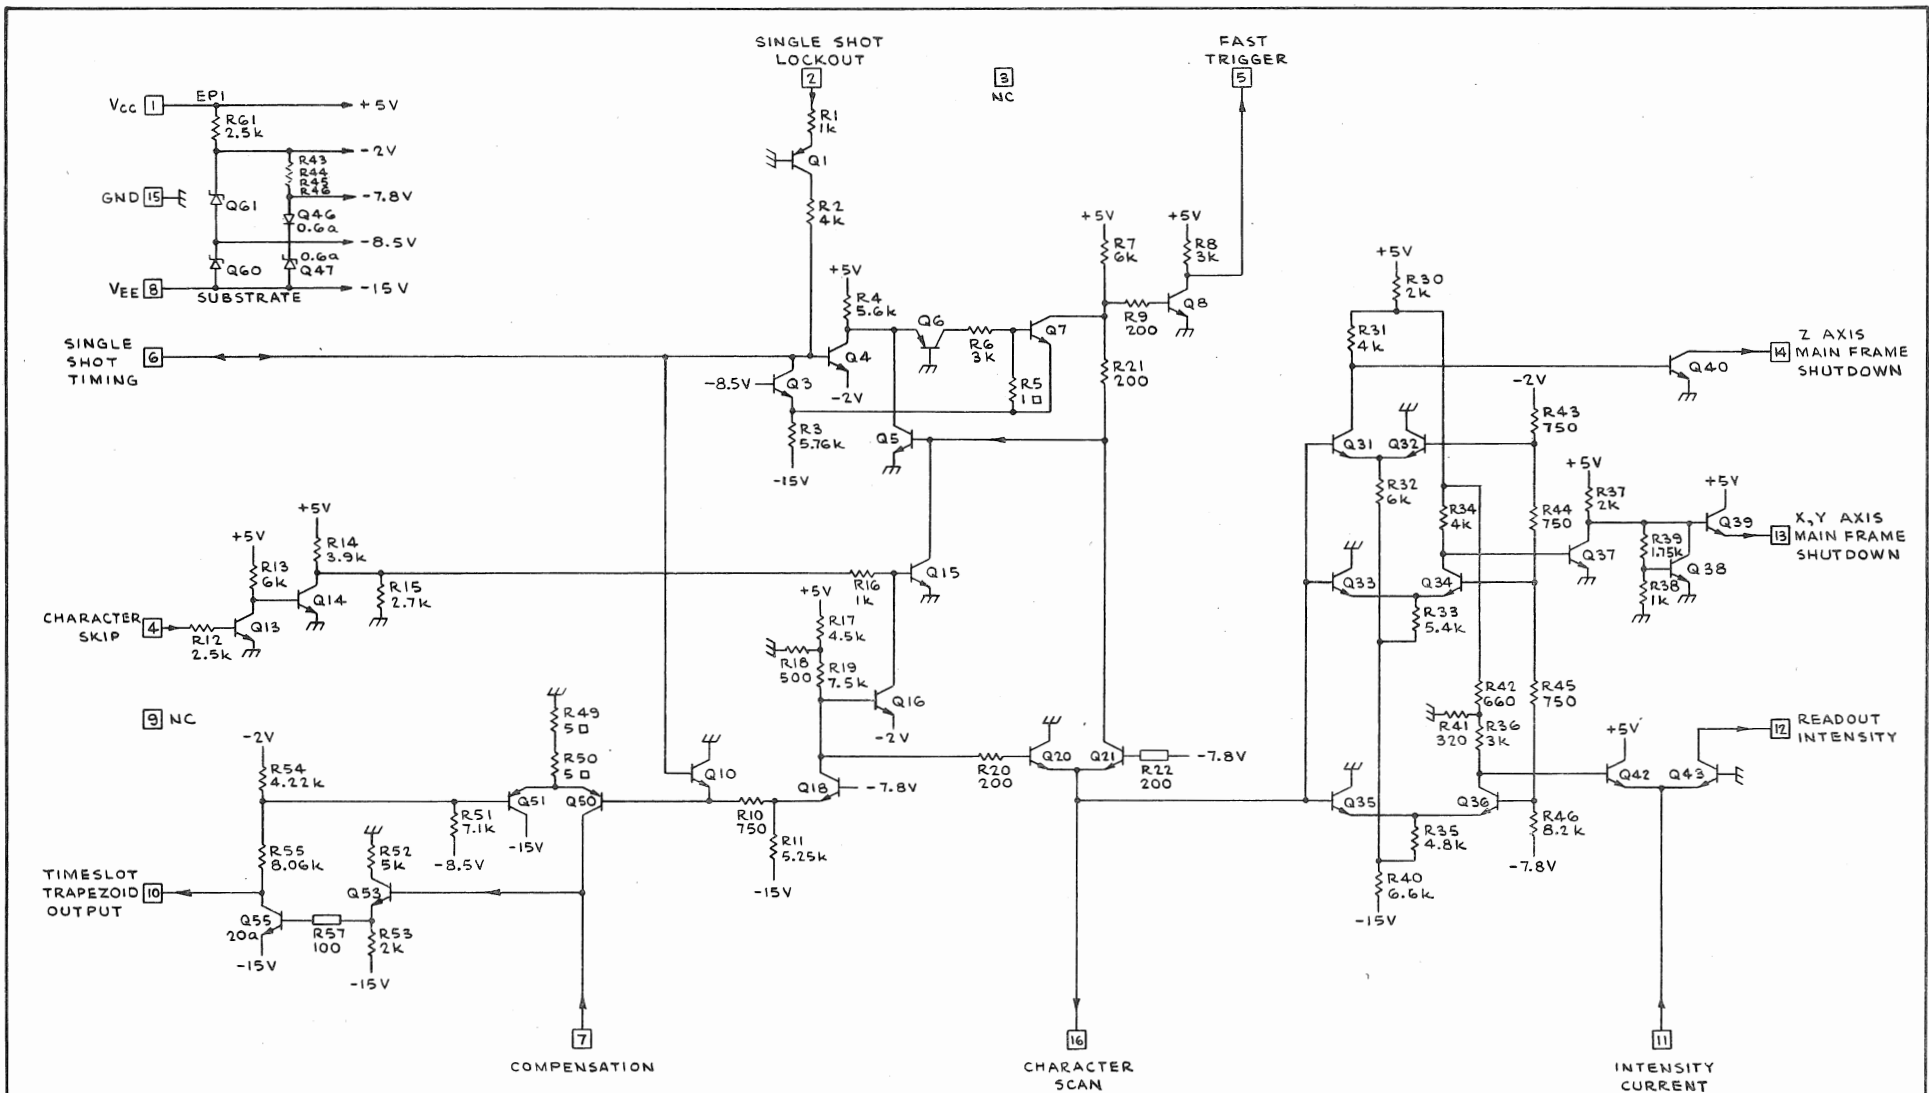 SINGLE SHOT
LOCKOUT
2
3
NC
FAST
TRIGGER
5
VCC 1
EP1
+5V
R61
2.5k
-2V
R43
R44
R45
R46
GND 15
Q61
-7.8V
Q46
0.6a
-8.5V
Q60
0.6a
Q47
VEE 8
SUBSTRATE
-15V
R1
1k
Q1
R2
4k
+5V
R4
5.6k
Q6
R6
3k
Q7
R5
1□
+5V
R7
6k
+5V
R8
3k
R9
200
Q8
R21
200
SINGLE
SHOT
TIMING
6
-8.5V
Q3
Q4
-2V
R3
5.76k
-15V
Q5
+5V
R30
2k
R31
4k
Q40
14
Z AXIS
MAIN FRAME
SHUTDOWN
-2V
R43
750
Q31
Q32
R32
6k
R34
4k
R44
750
+5V
R37
2k
+5V
Q39
13
X,Y AXIS
MAIN FRAME
SHUTDOWN
Q37
R39
1.75k
Q38
R38
1k
Q33
Q34
R33
5.4k
+5V
R13
6k
+5V
R14
3.9k
Q14
R15
2.7k
R16
1k
Q15
CHARACTER
SKIP
4
R12
2.5k
Q13
+5V
R17
4.5k
R18
500
R19
7.5k
Q16
-2V
R42
660
R45
750
R41
320
R36
3k
+5V
12
READOUT
INTENSITY
Q42
Q43
9 NC
-2V
R54
4.22k
R49
5□
R50
5□
Q51
Q50
Q10
R51
7.1k
-8.5V
-15V
R10
750
R11
5.25k
-15V
Q18
-7.8V
R20
200
Q20
Q21
R22
200
-7.8V
Q35
Q36
R35
4.8k
R46
8.2k
-7.8V
R40
6.6k
-15V
R55
8.06k
R52
5k
TIMESLOT
TRAPEZOID
OUTPUT
10
Q53
Q55
20a
R57
100
R53
2k
-15V
-15V
7
COMPENSATION
16
CHARACTER
SCAN
11
INTENSITY
CURRENT